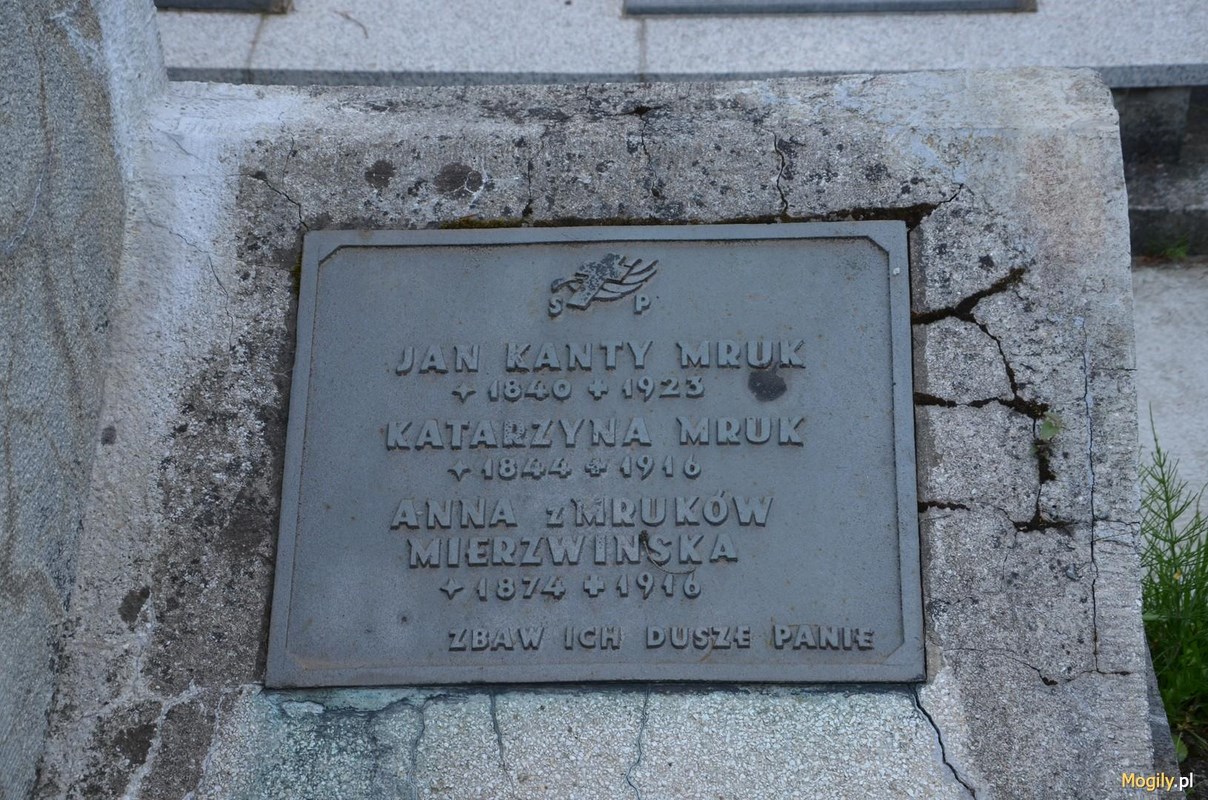 S P
JAN KANTY MRUK
✦ 1840 ✚ 1923
KATARZYNA MRUK
✦ 1844 ✚ 1916
ANNA z MRUKÓW
MIERZWIŃSKA
✦ 1874 ✚ 1916
ZBAW ICH DUSZE PANIE
Mogily.pl